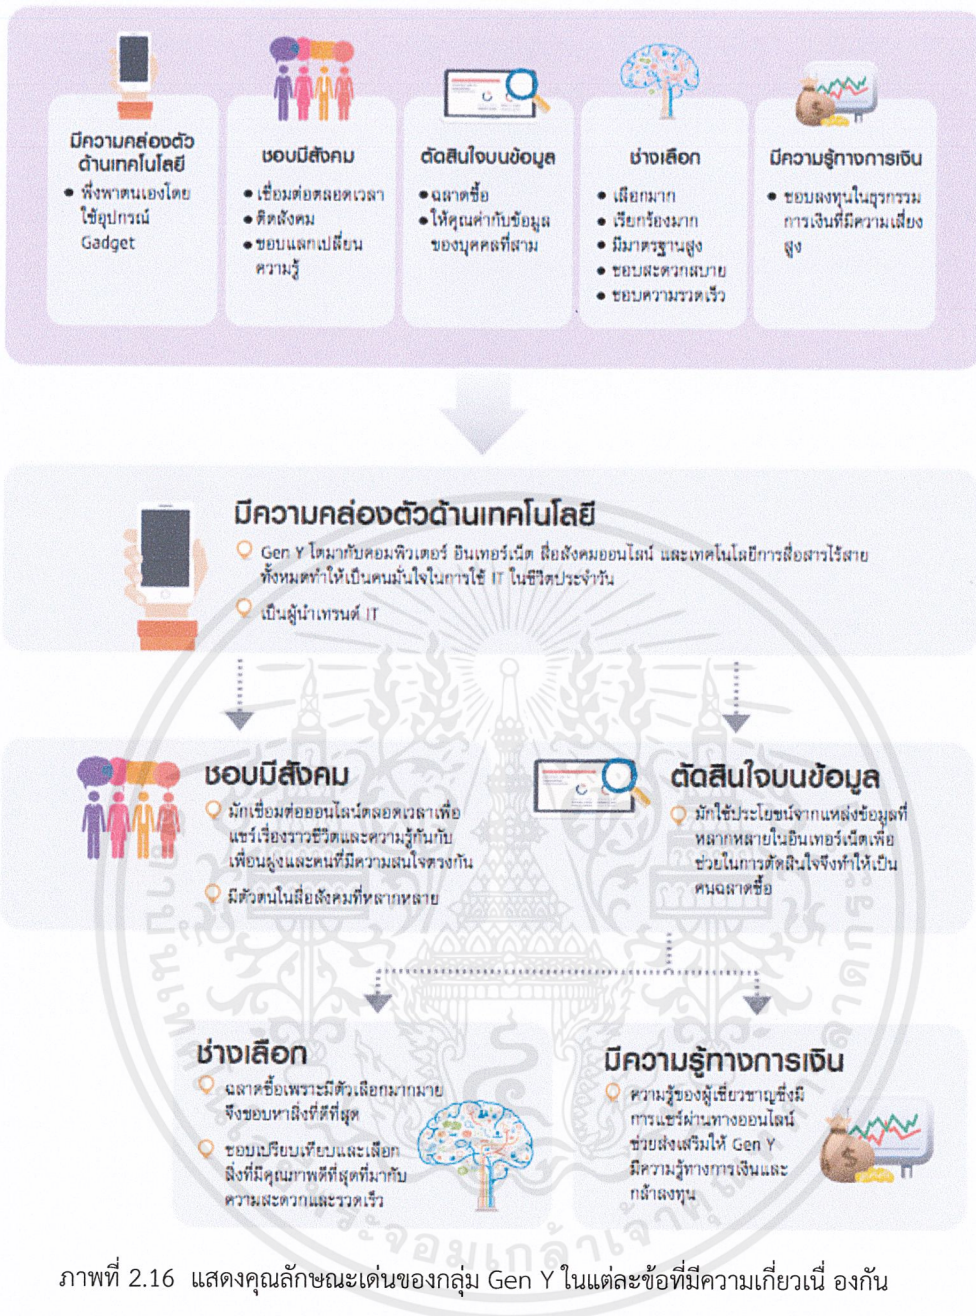 มีความคล่องตัว
ด้านเทคโนโลยี
• พึ่งพาตนเองโดย
ใช้อุปกรณ์
Gadget
ชอบมีสังคม
• เชื่อมต่อตลอดเวลา
• ติดสังคม
• ชอบแลกเปลี่ยน
ความรู้
ตัดสินใจบนข้อมูล
• ฉลาดซื้อ
• ให้คุณค่ากับข้อมูล
ของบุคคลที่สาม
ช่างเลือก
• เลือกมาก
• เรียกร้องมาก
• มีมาตรฐานสูง
• ชอบสะดวกสบาย
• ชอบความรวดเร็ว
มีความรู้ทางการเงิน
• ชอบลงทุนในธุรกรรม
การเงินที่มีความเสี่ยง
สูง
มีความคล่องตัวด้านเทคโนโลยี
Gen Y โตมากับคอมพิวเตอร์ อินเทอร์เน็ต สื่อสังคมออนไลน์ และเทคโนโลยีการสื่อสารไร้สาย
ทั้งหมดทำให้เป็นคนมั่นใจในการใช้ IT ในชีวิตประจำวัน
เป็นผู้นำเทรนด์ IT
ชอบมีสังคม
มักเชื่อมต่อออนไลน์ตลอดเวลาเพื่อ
แชร์เรื่องราวชีวิตและความรู้กันกับ
เพื่อนฝูงและคนที่มีความสนใจตรงกัน
มีตัวตนในสื่อสังคมที่หลากหลาย
ตัดสินใจบนข้อมูล
มักใช้ประโยชน์จากแหล่งข้อมูลที่
หลากหลายในอินเทอร์เน็ตเพื่อ
ช่วยในการตัดสินใจจึงทำให้เป็น
คนฉลาดซื้อ
ช่างเลือก
ฉลาดซื้อเพราะมีตัวเลือกมากมาย
จึงชอบหาสิ่งที่ดีที่สุด
ชอบเปรียบเทียบและเลือก
สิ่งที่มีคุณภาพดีที่สุดที่มากับ
ความสะดวกและรวดเร็ว
มีความรู้ทางการเงิน
ความรู้ของผู้เชี่ยวชาญซึ่งมี
การแชร์ผ่านทางออนไลน์
ช่วยส่งเสริมให้ Gen Y
มีความรู้ทางการเงินและ
กล้าลงทุน
ภาพที่ 2.16 แสดงคุณลักษณะเด่นของกลุ่ม Gen Y ในแต่ละข้อที่มีความเกี่ยวเนื่ องกัน